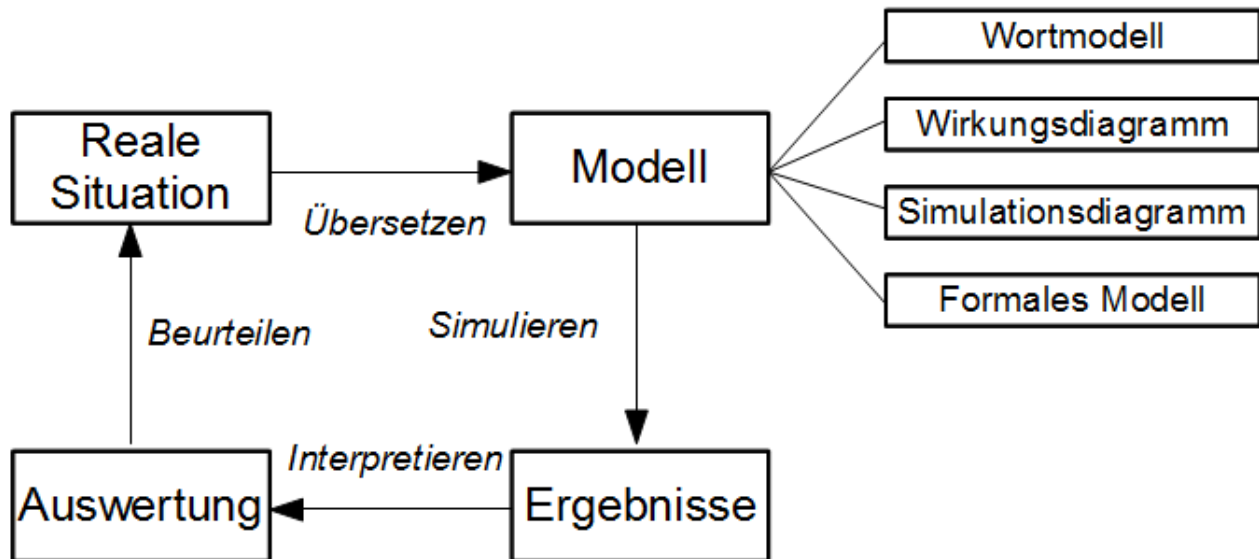 Wortmodell
Reale
Situation
Modell
Wirkungsdiagramm
Übersetzen
Simulationsdiagramm
Formales Modell
Beurteilen
Simulieren
Auswertung
Interpretieren
Ergebnisse